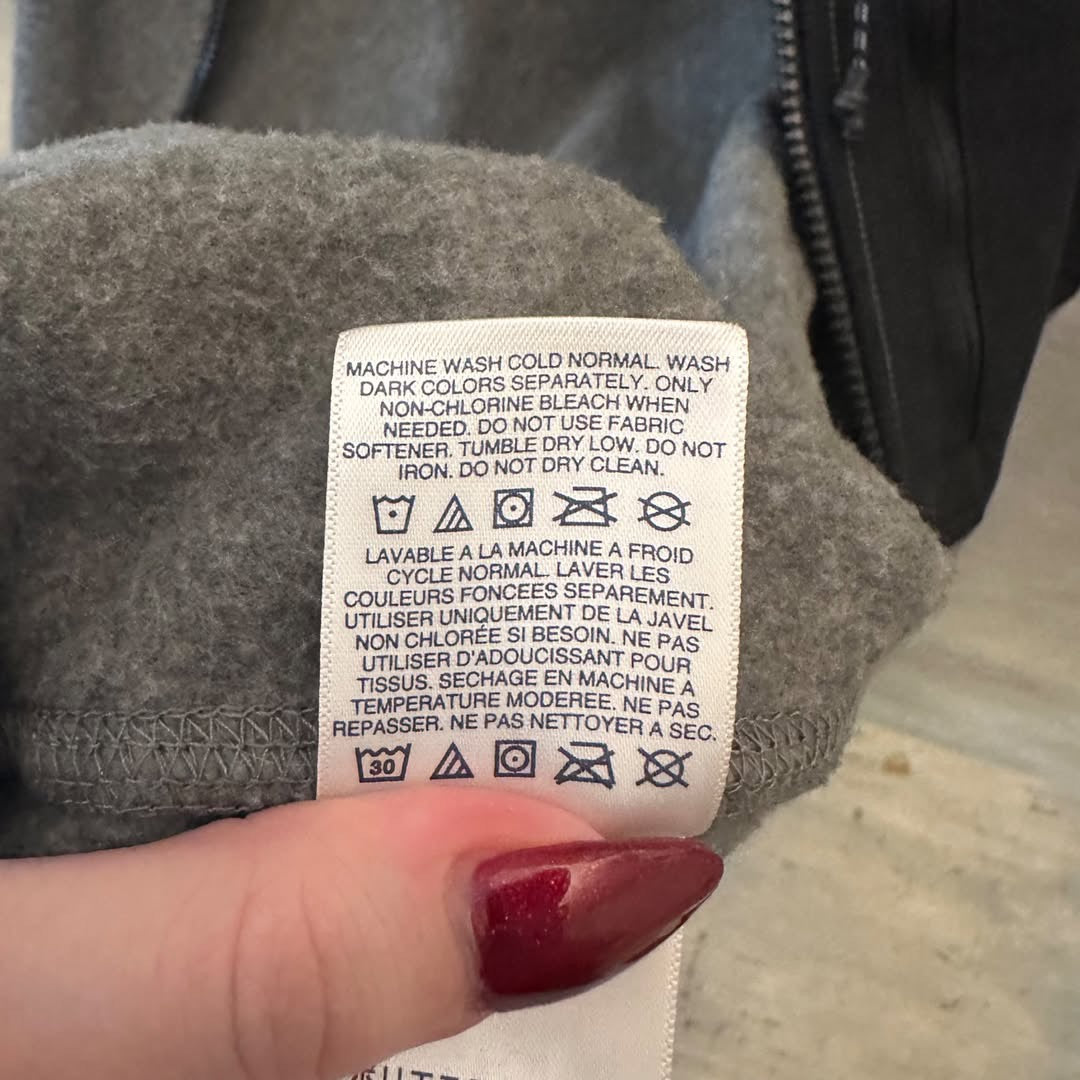 MACHINE WASH COLD NORMAL. WASH
DARK COLORS SEPARATELY. ONLY
NON-CHLORINE BLEACH WHEN
NEEDED. DO NOT USE FABRIC
SOFTENER. TUMBLE DRY LOW. DO NOT
IRON. DO NOT DRY CLEAN.
LAVABLE A LA MACHINE A FROID
CYCLE NORMAL. LAVER LES
COULEURS FONCEES SEPAREMENT.
UTILISER UNIQUEMENT DE LA JAVEL
NON CHLORÉE SI BESOIN. NE PAS
UTILISER D'ADOUCISSANT POUR
TISSUS. SECHAGE EN MACHINE A
TEMPERATURE MODEREE. NE PAS
REPASSER. NE PAS NETTOYER A SEC.
30